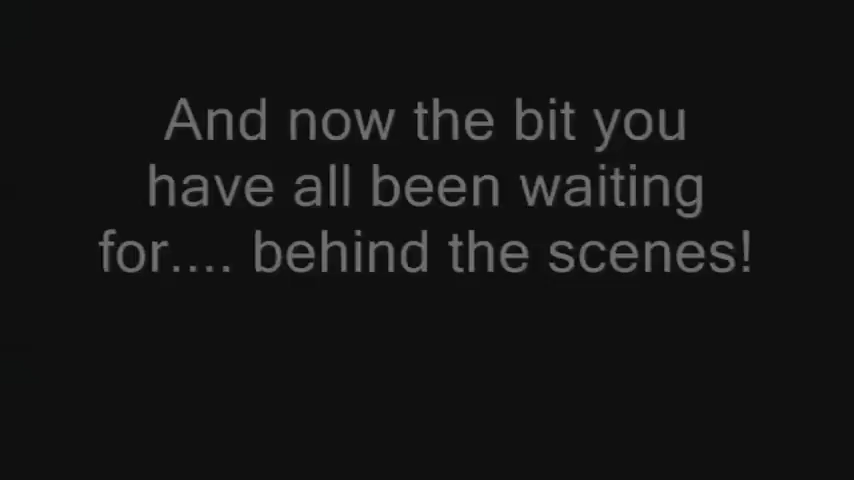 And now the bit you
have all been waiting
for.... behind the scenes!